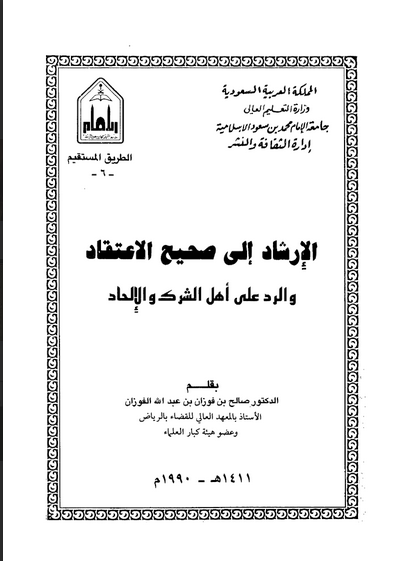 المملكة العربية السعودية
وزارة التعليم العالي
جامعة الإمام محمد بن سعود الإسلامية
إدارة الثقافة والنشر
الطريق المستقيم
- ٦ -
الإرشاد إلى صحيح الاعتقاد
والرد على أهل الشرك والإلحاد
بقلم
الدكتور صالح بن فوزان بن عبد الله الفوزان
الأستاذ بالمعهد العالي للقضاء بالرياض
وعضو هيئة كبار العلماء
١٤١١هـ - ١٩٩٠م